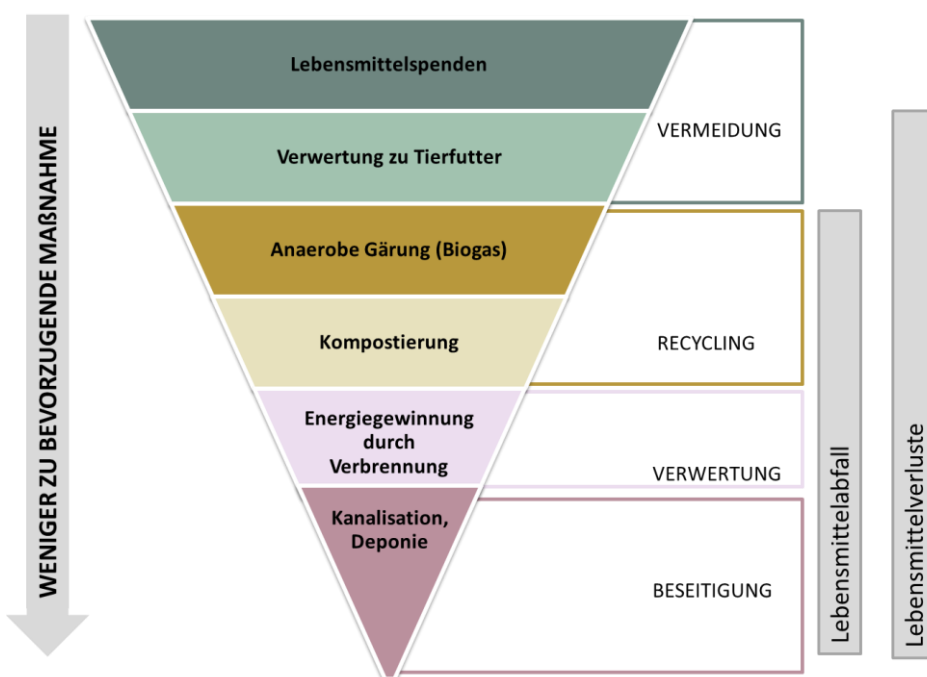 WENIGER ZU BEVORZUGENDE MAßNAHME
Lebensmittelspenden
Verwertung zu Tierfutter
VERMEIDUNG
Anaerobe Gärung (Biogas)
Kompostierung
RECYCLING
Energiegewinnung
durch
Verbrennung
VERWERTUNG
Kanalisation,
Deponie
BESEITIGUNG
Lebensmittelabfall
Lebensmittelverluste